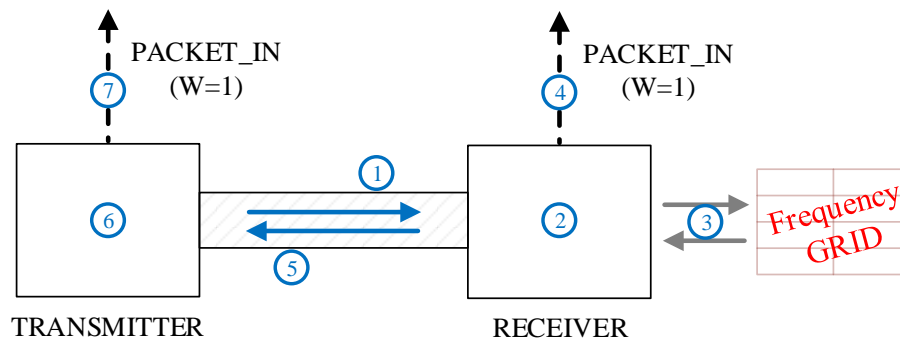 PACKET_IN
(W=1)
7
PACKET_IN
(W=1)
4
1
6
2
3
5
Frequency
GRID
TRANSMITTER
RECEIVER